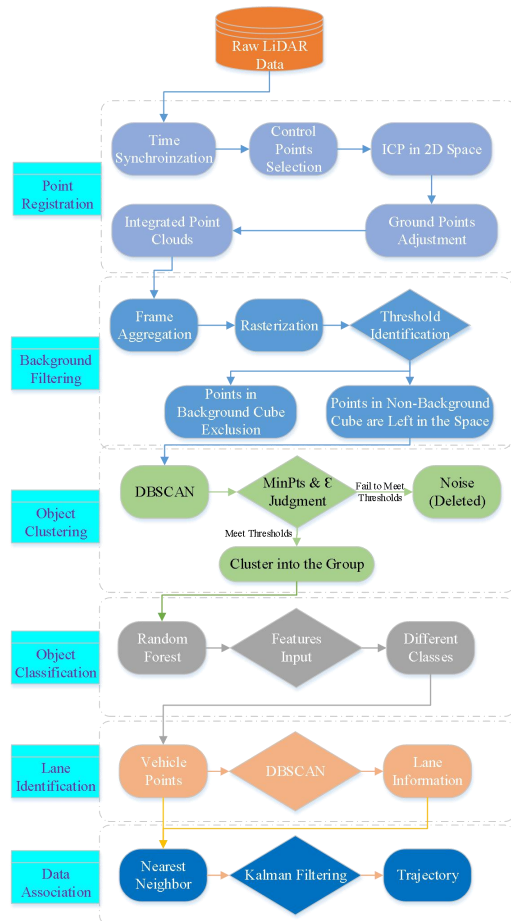 Raw LiDAR
Data
Point
Registration
Time
Synchroinzation
Control
Points
Selection
ICP in 2D Space
Integrated Point
Clouds
Ground Points
Adjustment
Background
Filtering
Frame
Aggregation
Rasterization
Threshold
Identification
Points in
Background Cube
Exclusion
Points in Non-Background
Cube are Left in the Space
Object
Clustering
DBSCAN
MinPts & ε
Judgment
Fail to Meet
Thresholds
Noise
(Deleted)
Meet Thresholds
Cluster into the Group
Object
Classification
Random
Forest
Features
Input
Different
Classes
Lane
Identification
Vehicle
Points
DBSCAN
Lane
Information
Data
Association
Nearest
Neighbor
Kalman Filtering
Trajectory